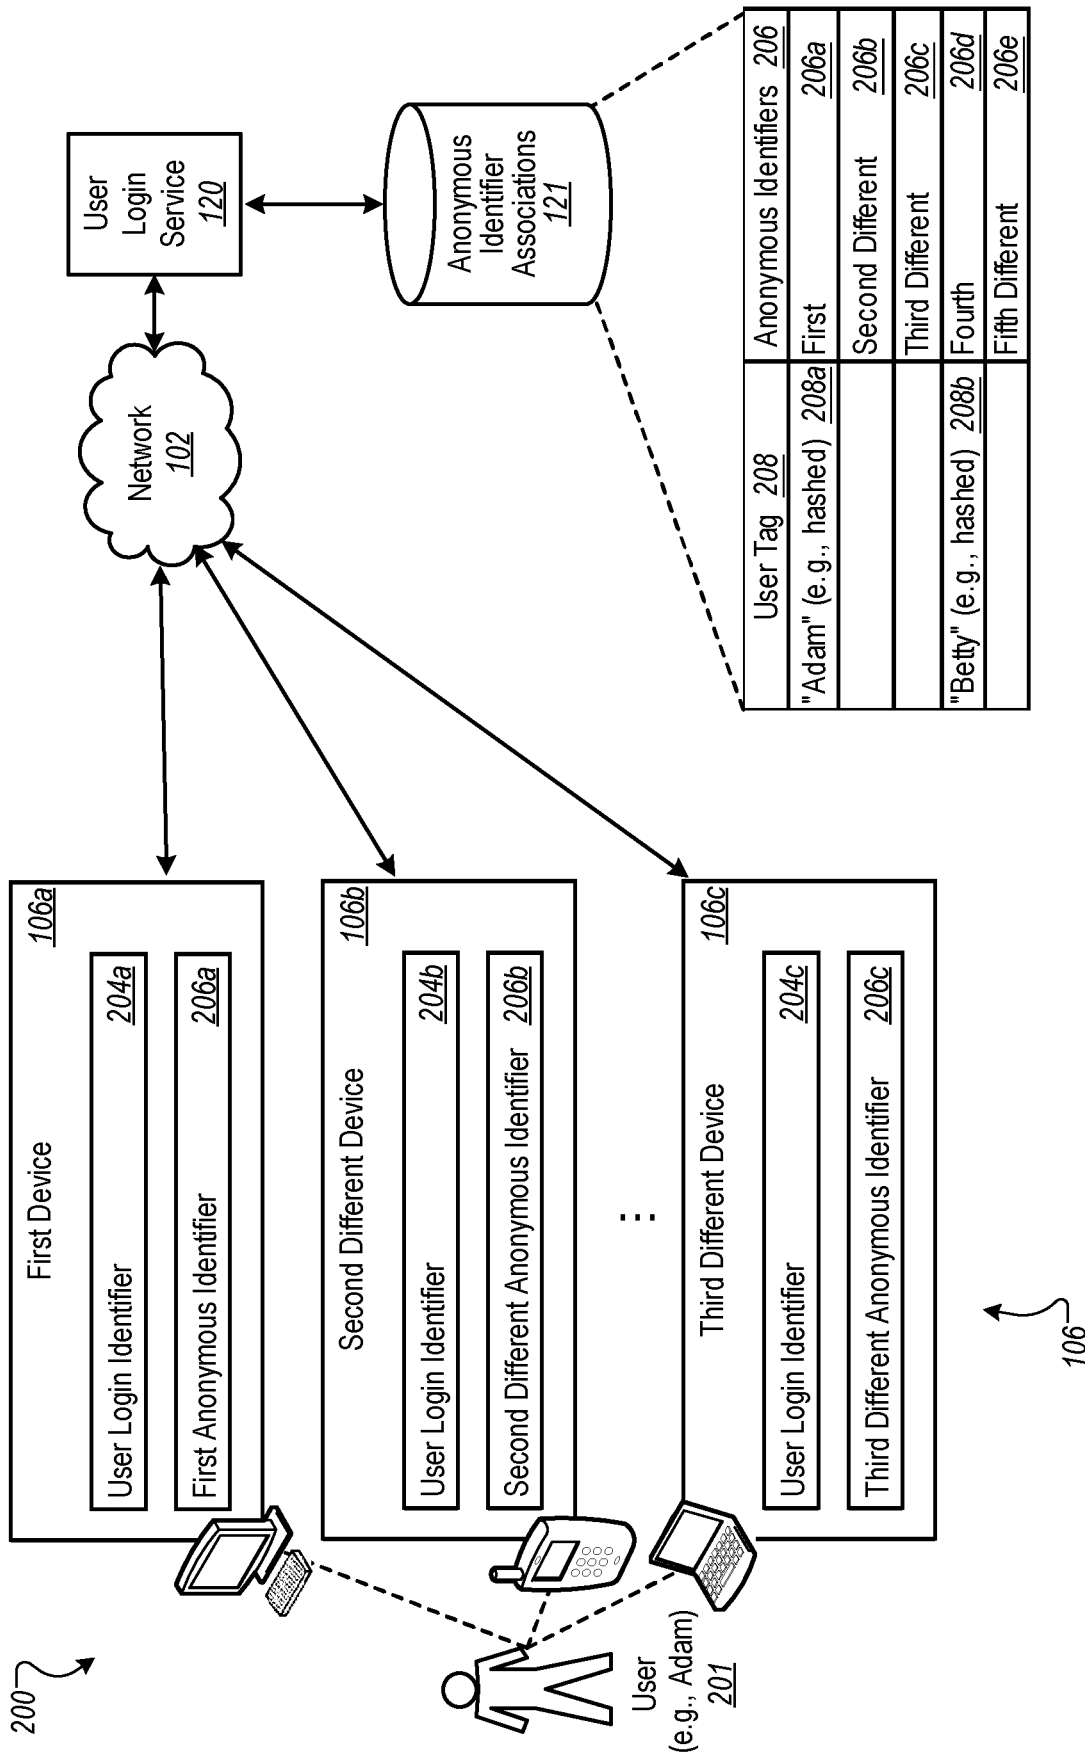 200
User
(e.g., Adam)
201
First Device
106a
User Login Identifier 204a
First Anonymous Identifier 206a
Second Different Device
106b
User Login Identifier 204b
Second Different Anonymous Identifier 206b
...
Third Different Device
106c
User Login Identifier 204c
Third Different Anonymous Identifier 206c
106
Network
102
User
Login
Service
120
Anonymous
Identifier
Associations
121
User Tag 208 Anonymous Identifiers 206
"Adam" (e.g., hashed) 208a First 206a
Second Different 206b
Third Different 206c
"Betty" (e.g., hashed) 208b Fourth 206d
Fifth Different 206e